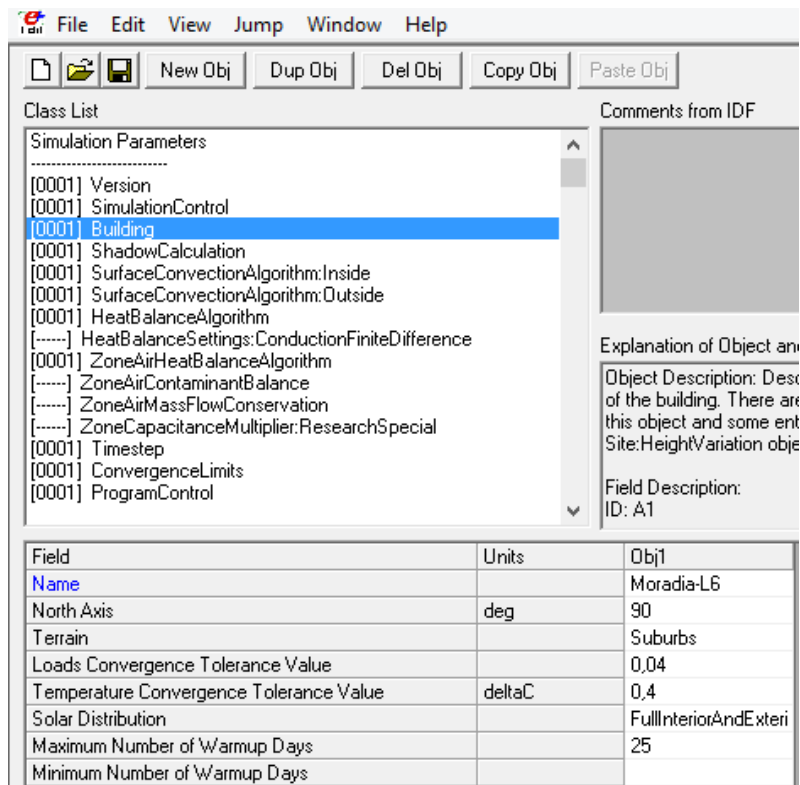 File Edit View Jump Window Help
New Obj Dup Obj Del Obj Copy Obj Paste Obj
Class List
Simulation Parameters
---------------------------
[0001] Version
[0001] SimulationControl
[0001] Building
[0001] ShadowCalculation
[0001] SurfaceConvectionAlgorithm:Inside
[0001] SurfaceConvectionAlgorithm:Outside
[0001] HeatBalanceAlgorithm
[------] HeatBalanceSettings:ConductionFiniteDifference
[0001] ZoneAirHeatBalanceAlgorithm
[------] ZoneAirContaminantBalance
[------] ZoneAirMassFlowConservation
[------] ZoneCapacitanceMultiplier:ResearchSpecial
[0001] Timestep
[0001] ConvergenceLimits
[0001] ProgramControl
Comments from IDF
Explanation of Object an
Object Description: Desc
of the building. There are
this object and some ent
Site:HeightVariation obje
Field Description:
ID: A1
Field Units Obj1
Name Moradia-L6
North Axis deg 90
Terrain Suburbs
Loads Convergence Tolerance Value 0,04
Temperature Convergence Tolerance Value deltaC 0,4
Solar Distribution FullInteriorAndExteri
Maximum Number of Warmup Days 25
Minimum Number of Warmup Days